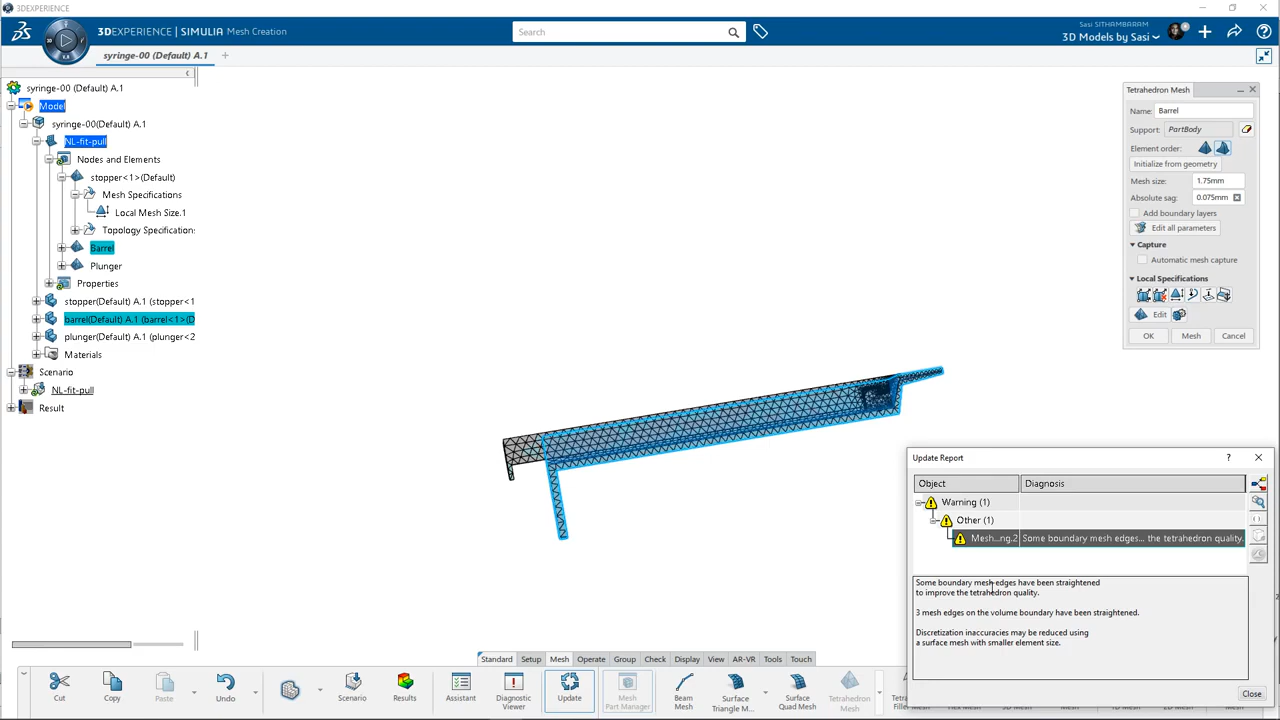 3DEXPERIENCE
3DEXPERIENCE | SIMULIA Mesh Creation
Search
Sasi SITHAMBARAM
3D Models by Sasi
syringe-00 (Default) A.1
+
syringe-00 (Default) A.1
Model
syringe-00(Default) A.1
NL-fit-pull
Nodes and Elements
stopper<1>(Default)
Mesh Specifications
Local Mesh Size.1
Topology Specifications
Barrel
Plunger
Properties
stopper(Default) A.1 (stopper<1
barrel(Default) A.1 (barrel<1>(D
plunger(Default) A.1 (plunger<2
Materials
Scenario
NL-fit-pull
Result
Tetrahedron Mesh
Name: Barrel
Support: PartBody
Element order:
Initialize from geometry
Mesh size: 1.75mm
Absolute sag: 0.075mm
Add boundary layers
Edit all parameters
Capture
Automatic mesh capture
Local Specifications
Edit
OK Mesh Cancel
Update Report
Object Diagnosis
Warning (1)
Other (1)
Mesh...ng.2 Some boundary mesh edges... the tetrahedron quality.
Some boundary mesh edges have been straightened
to improve the tetrahedron quality.
3 mesh edges on the volume boundary have been straightened.
Discretization inaccuracies may be reduced using
a surface mesh with smaller element size.
Close
Standard Setup Mesh Operate Group Check Display View AR-VR Tools Touch
Cut
Copy
Paste
Undo
Scenario
Results
Assistant
Diagnostic
Viewer
Update
Mesh
Part Manager
Beam
Mesh
Surface
Triangle M...
Surface
Quad Mesh
Tetrahedron
Mesh